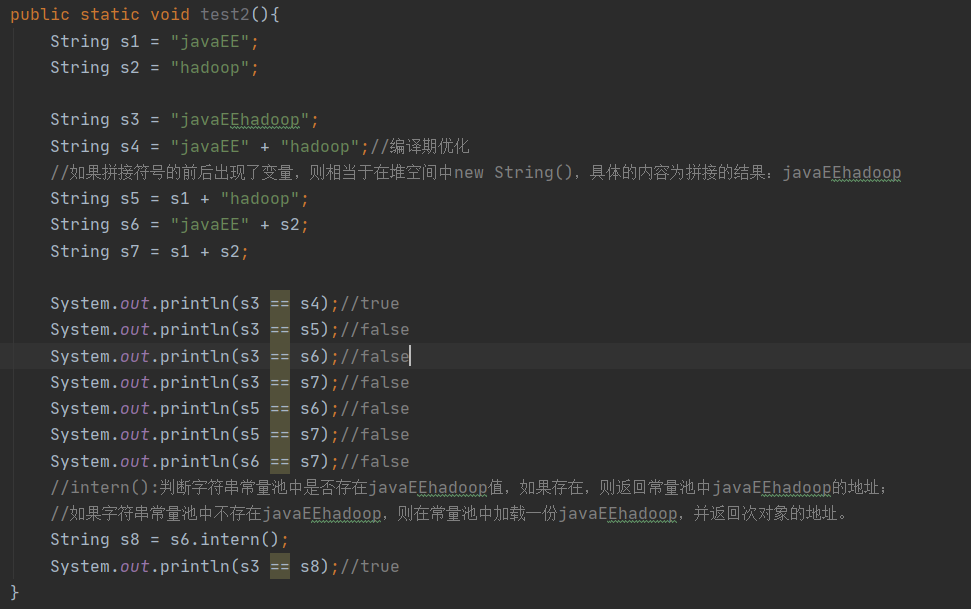 public static void test2(){
String s1 = "javaEE";
String s2 = "hadoop";
String s3 = "javaEEhadoop";
String s4 = "javaEE" + "hadoop";//编译期优化
//如果拼接符号的前后出现了变量，则相当于在堆空间中new String()，具体的内容为拼接的结果：javaEEhadoop
String s5 = s1 + "hadoop";
String s6 = "javaEE" + s2;
String s7 = s1 + s2;
System.out.println(s3 == s4);//true
System.out.println(s3 == s5);//false
System.out.println(s3 == s6);//false
System.out.println(s3 == s7);//false
System.out.println(s5 == s6);//false
System.out.println(s5 == s7);//false
System.out.println(s6 == s7);//false
//intern():判断字符串常量池中是否存在javaEEhadoop值，如果存在，则返回常量池中javaEEhadoop的地址；
//如果字符串常量池中不存在javaEEhadoop，则在常量池中加载一份javaEEhadoop，并返回次对象的地址。
String s8 = s6.intern();
System.out.println(s3 == s8);//true
}